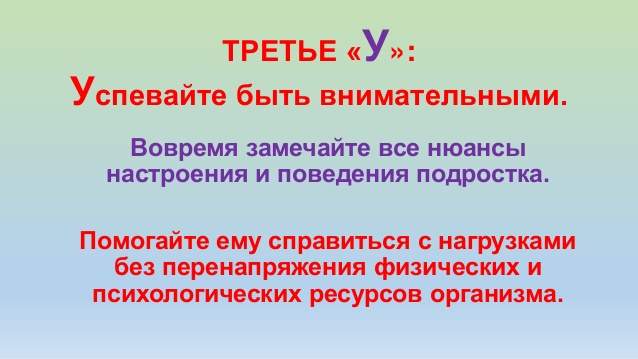 ТРЕТЬЕ «У»:
Успевайте быть внимательными.
Вовремя замечайте все нюансы
настроения и поведения подростка.
Помогайте ему справиться с нагрузками
без перенапряжения физических и
психологических ресурсов организма.